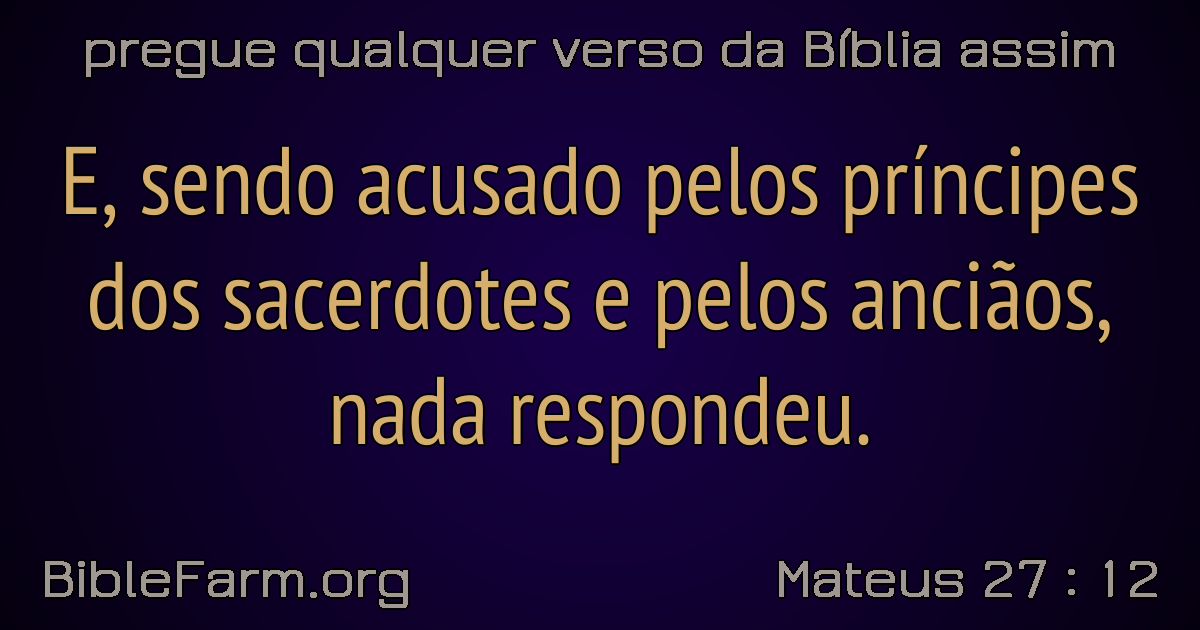 pregue qualquer verso da Bíblia assim
E, sendo acusado pelos príncipes
dos sacerdotes e pelos anciãos,
nada respondeu.
BibleFarm.org
Mateus 27 : 12